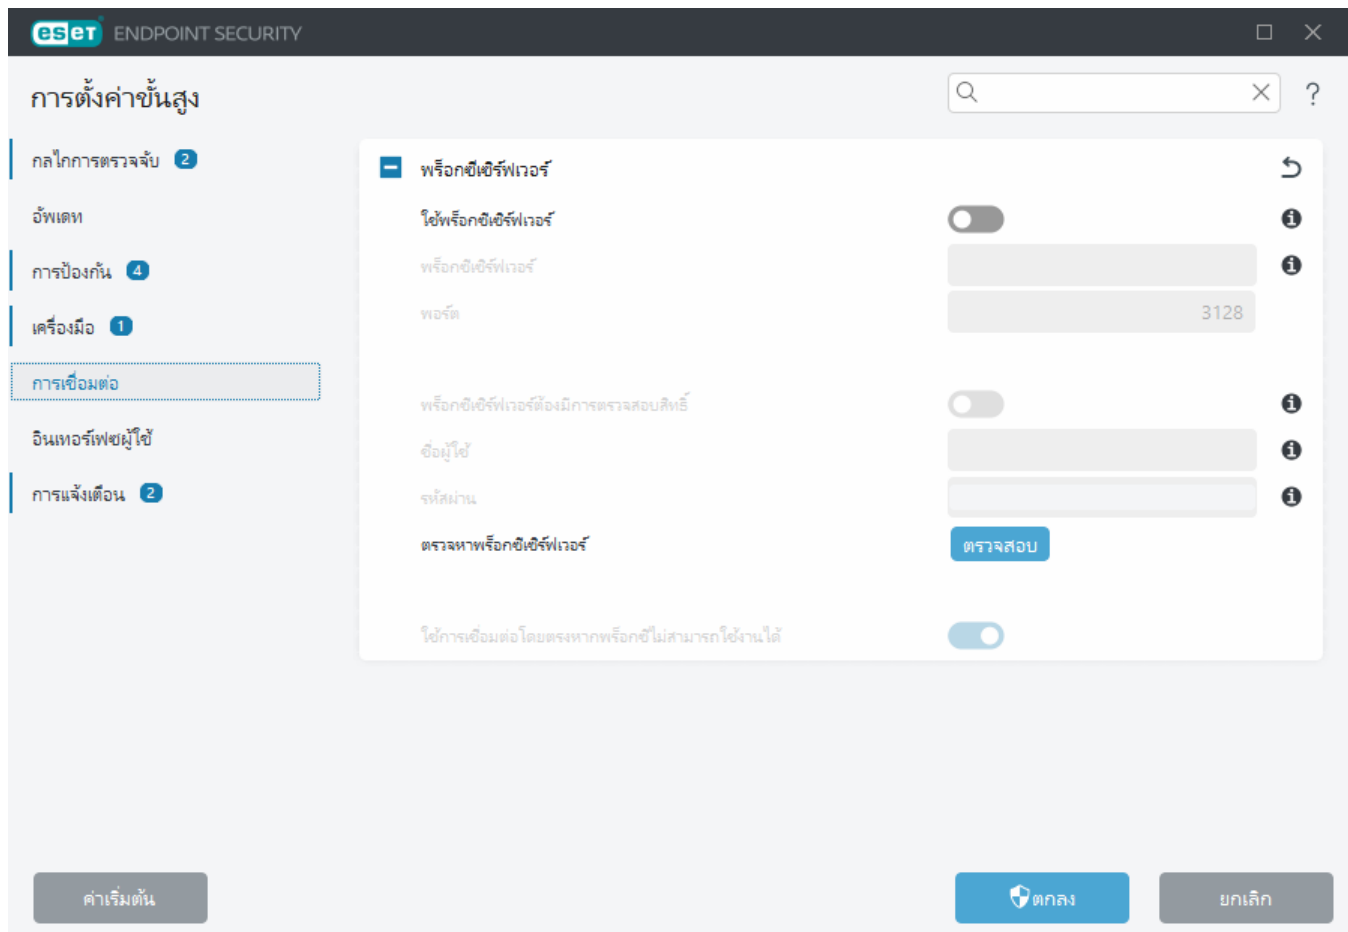 eset ENDPOINT SECURITY
การตั้งค่าขั้นสูง
?
กลไกการตรวจจับ 2
อัพเดท
การป้องกัน 4
เครื่องมือ 1
การเชื่อมต่อ
อินเทอร์เฟซผู้ใช้
การแจ้งเตือน 2
พร็อกซีเซิร์ฟเวอร์
ใช้พร็อกซีเซิร์ฟเวอร์
พร็อกซีเซิร์ฟเวอร์
พอร์ต 3128
พร็อกซีเซิร์ฟเวอร์ต้องมีการตรวจสอบสิทธิ์
ชื่อผู้ใช้
รหัสผ่าน
ตรวจหาพร็อกซีเซิร์ฟเวอร์ ตรวจสอบ
ใช้การเชื่อมต่อโดยตรงหากพร็อกซีไม่สามารถใช้งานได้
ค่าเริ่มต้น ตกลง ยกเลิก